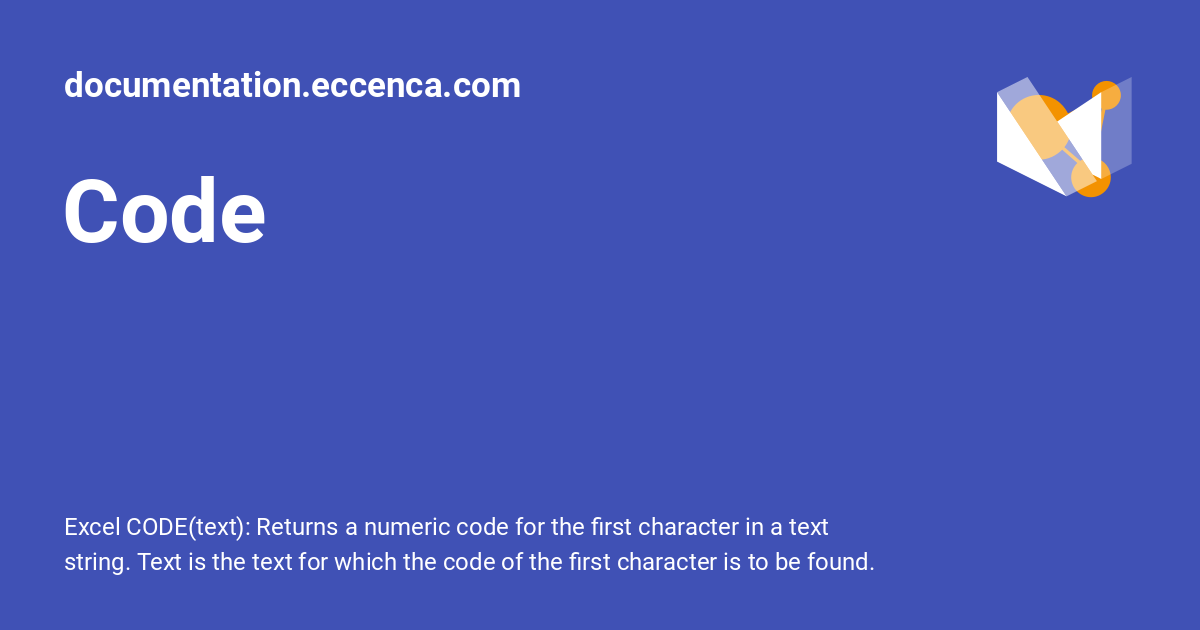 documentation.eccenca.com
Code
Excel CODE(text): Returns a numeric code for the first character in a text
string. Text is the text for which the code of the first character is to be found.